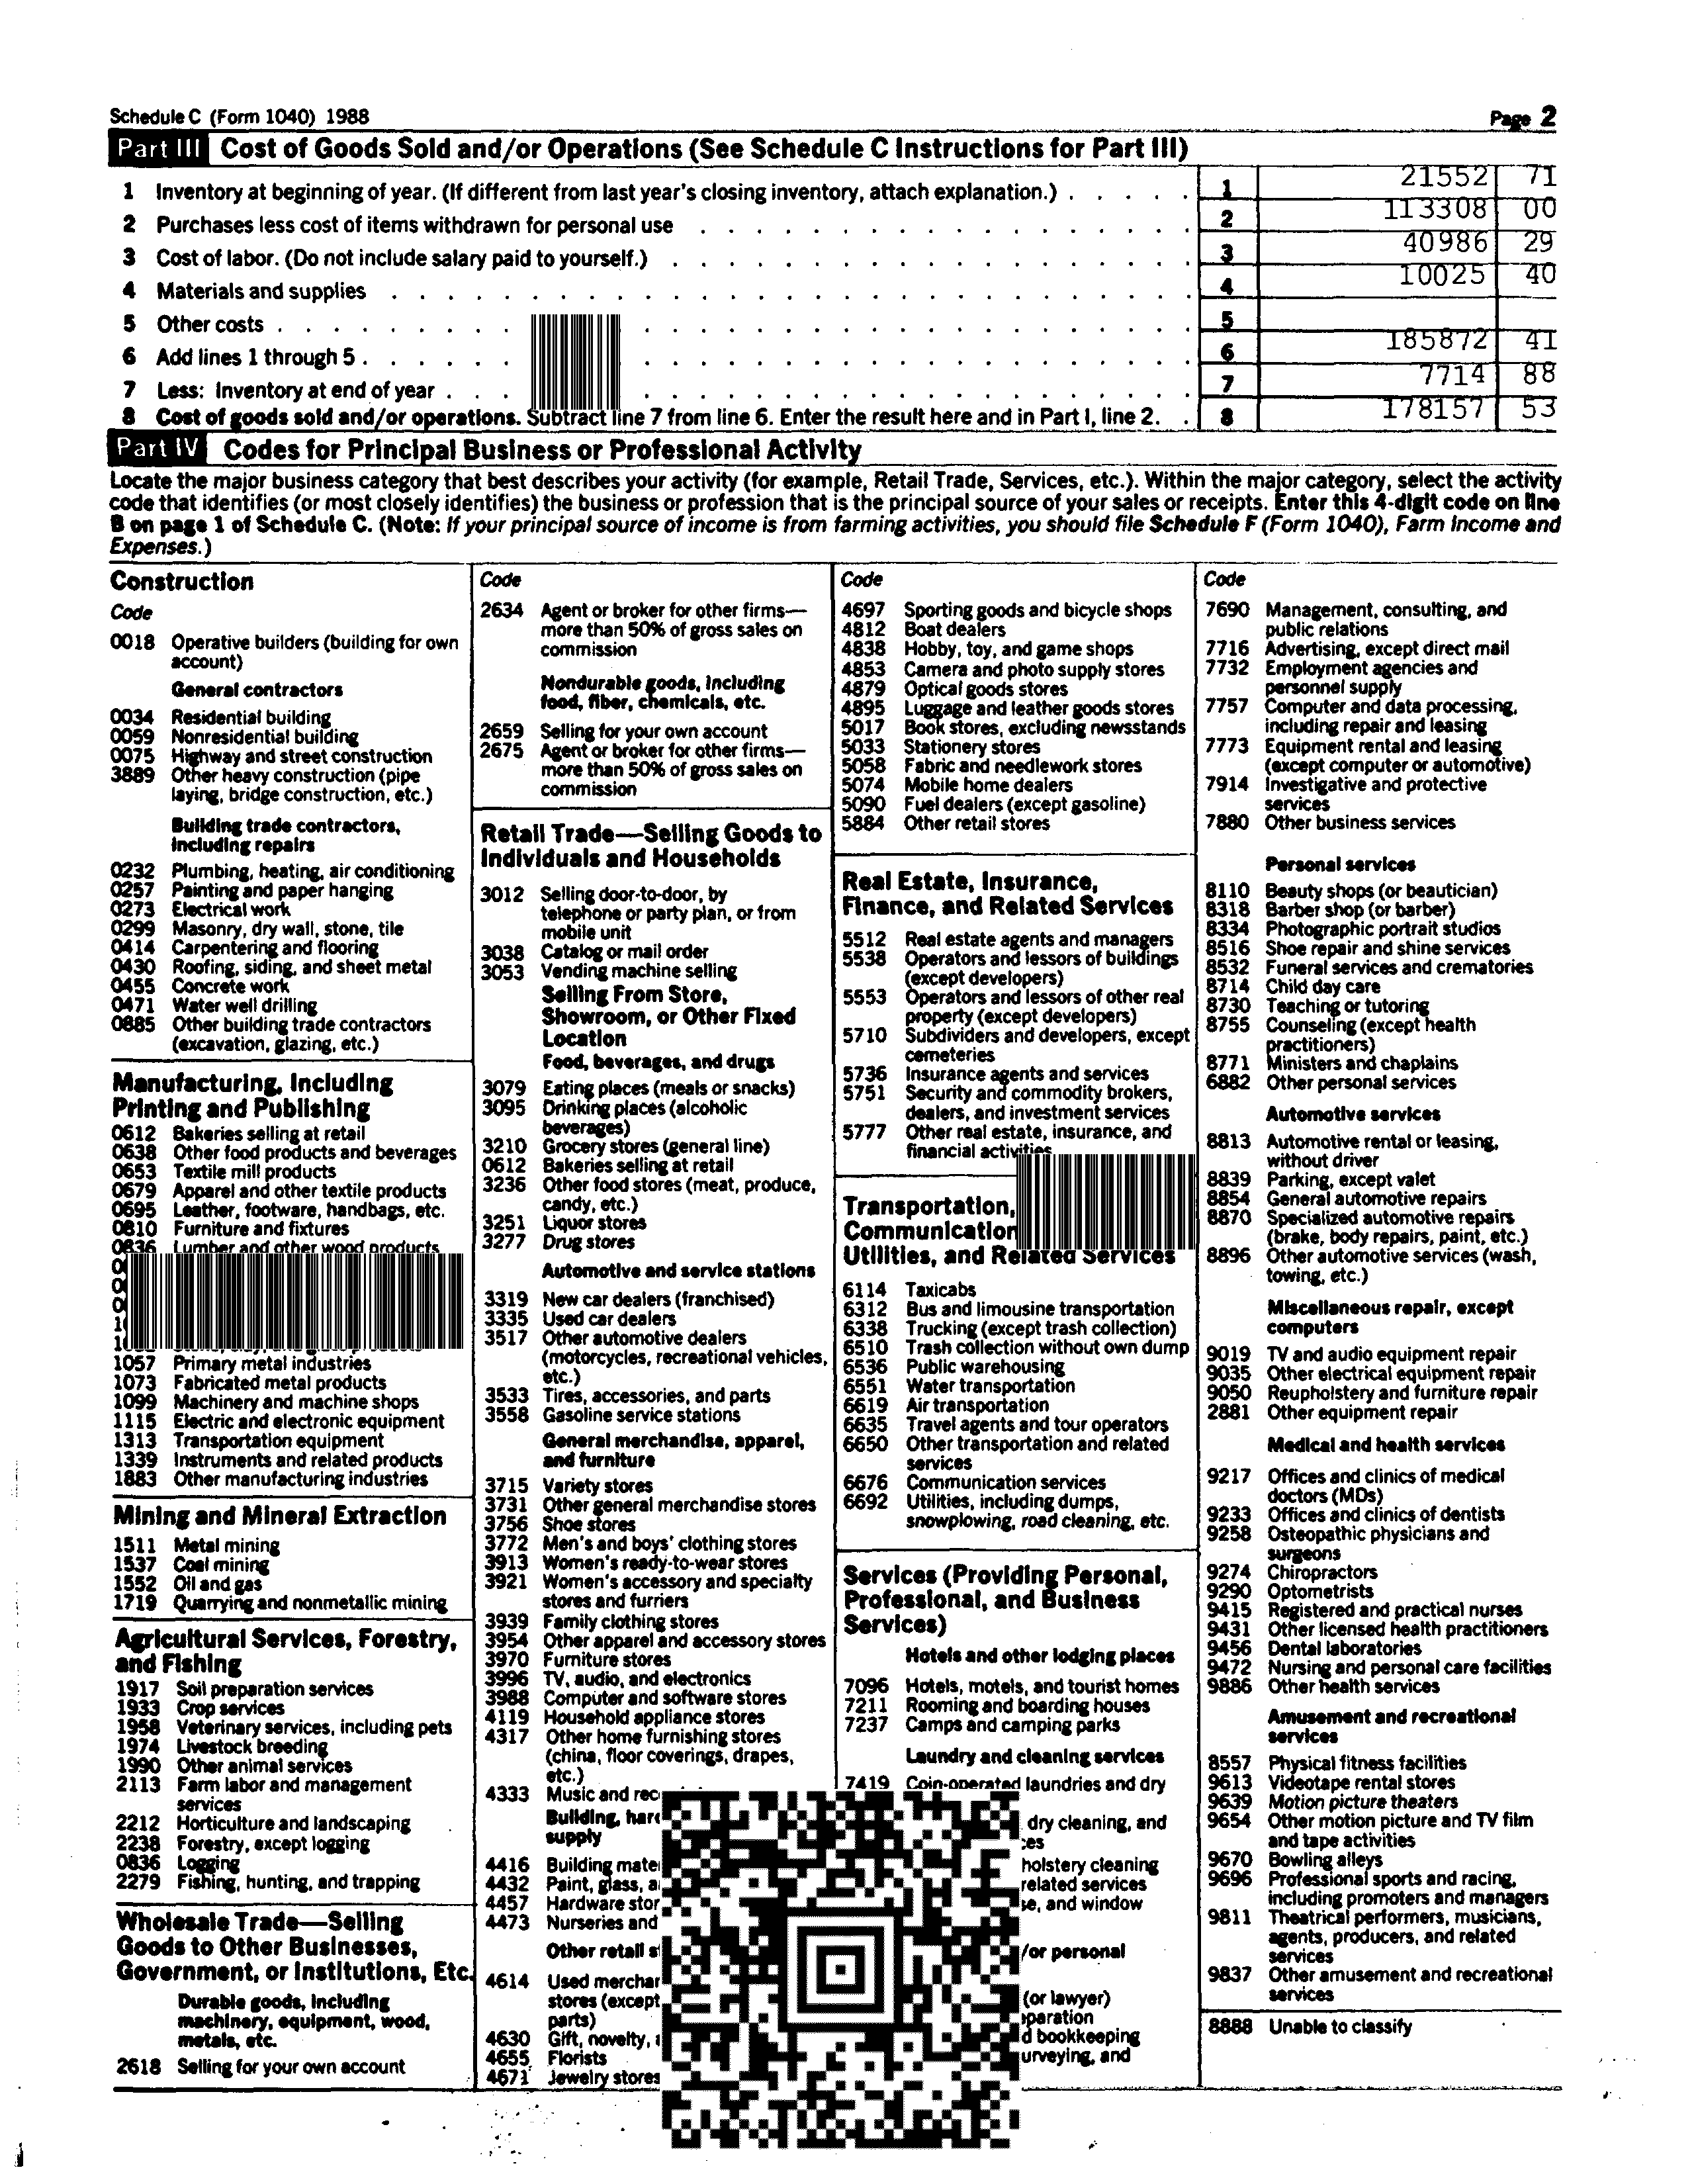 Schedule C (Form 1040) 1988 Page 2
Part III Cost of Goods Sold and/or Operations (See Schedule C Instructions for Part III)
1 Inventory at beginning of year. (If different from last year's closing inventory, attach explanation.) . . . . . 1 21552 71
2 Purchases less cost of items withdrawn for personal use . . . . . . . . . . . . . . . . . . 2 113308 00
3 Cost of labor. (Do not include salary paid to yourself.) . . . . . . . . . . . . . . . . . . . 3 40986 29
4 Materials and supplies . . . . . . . . . . . . . . . . . . . . . . . . . . . . . 4 10025 40
5 Other costs . . . . . . . . . . . . . . . . . . . . . . . . . . . . . 5
6 Add lines 1 through 5 . . . . . . . . . . . . . . . . . . . . . . . . . . 6 185872 41
7 Less: Inventory at end of year . . . . . . . . . . . . . . . . . . . . . . . 7 7714 88
8 Cost of goods sold and/or operations. Subtract line 7 from line 6. Enter the result here and in Part I, line 2. . 8 178157 53
Part IV Codes for Principal Business or Professional Activity
Locate the major business category that best describes your activity (for example, Retail Trade, Services, etc.). Within the major category, select the activity
code that identifies (or most closely identifies) the business or profession that is the principal source of your sales or receipts. Enter this 4-digit code on line
B on page 1 of Schedule C. (Note: If your principal source of income is from farming activities, you should file Schedule F (Form 1040), Farm Income and
Expenses.)
Construction
Code
0018 Operative builders (building for own
account)
General contractors
0034 Residential building
0059 Nonresidential building
0075 Highway and street construction
3889 Other heavy construction (pipe
laying, bridge construction, etc.)
Building trade contractors,
including repairs
0232 Plumbing, heating, air conditioning
0257 Painting and paper hanging
0273 Electrical work
0299 Masonry, dry wall, stone, tile
0414 Carpentering and flooring
0430 Roofing, siding, and sheet metal
0455 Concrete work
0471 Water well drilling
0885 Other building trade contractors
(excavation, glazing, etc.)
Manufacturing, Including
Printing and Publishing
0612 Bakeries selling at retail
0638 Other food products and beverages
0653 Textile mill products
0679 Apparel and other textile products
0695 Leather, footware, handbags, etc.
0810 Furniture and fixtures
0836 Lumber and other wood products
1057 Primary metal industries
1073 Fabricated metal products
1099 Machinery and machine shops
1115 Electric and electronic equipment
1313 Transportation equipment
1339 Instruments and related products
1883 Other manufacturing industries
Mining and Mineral Extraction
1511 Metal mining
1537 Coal mining
1552 Oil and gas
1719 Quarrying and nonmetallic mining
Agricultural Services, Forestry,
and Fishing
1917 Soil preparation services
1933 Crop services
1958 Veterinary services, including pets
1974 Livestock breeding
1990 Other animal services
2113 Farm labor and management
services
2212 Horticulture and landscaping
2238 Forestry, except logging
0836 Logging
2279 Fishing, hunting, and trapping
Wholesale Trade—Selling
Goods to Other Businesses,
Government, or Institutions, Etc.
Durable goods, including
machinery, equipment, wood,
metals, etc.
2618 Selling for your own account
Code
2634 Agent or broker for other firms—
more than 50% of gross sales on
commission
Nondurable goods, including
food, fiber, chemicals, etc.
2659 Selling for your own account
2675 Agent or broker for other firms—
more than 50% of gross sales on
commission
Retail Trade—Selling Goods to
Individuals and Households
3012 Selling door-to-door, by
telephone or party plan, or from
mobile unit
3038 Catalog or mail order
3053 Vending machine selling
Selling From Store,
Showroom, or Other Fixed
Location
Food, beverages, and drugs
3079 Eating places (meals or snacks)
3095 Drinking places (alcoholic
beverages)
3210 Grocery stores (general line)
0612 Bakeries selling at retail
3236 Other food stores (meat, produce,
candy, etc.)
3251 Liquor stores
3277 Drug stores
Automotive and service stations
3319 New car dealers (franchised)
3335 Used car dealers
3517 Other automotive dealers
(motorcycles, recreational vehicles,
etc.)
3533 Tires, accessories, and parts
3558 Gasoline service stations
General merchandise, apparel,
and furniture
3715 Variety stores
3731 Other general merchandise stores
3756 Shoe stores
3772 Men's and boys' clothing stores
3913 Women's ready-to-wear stores
3921 Women's accessory and specialty
stores and furriers
3939 Family clothing stores
3954 Other apparel and accessory stores
3970 Furniture stores
3996 TV, audio, and electronics
3988 Computer and software stores
4119 Household appliance stores
4317 Other home furnishing stores
(china, floor coverings, drapes,
etc.)
4333 Music and
Building,
supply
4416 Building
4432 Paint, glass,
4457 Hardware
4473 Nurseries and
Other retail
4614 Used
stores (except
parts)
4630 Gift, novelty,
4655 Florists
4671 Jewelry stores
Code
4697 Sporting goods and bicycle shops
4812 Boat dealers
4838 Hobby, toy, and game shops
4853 Camera and photo supply stores
4879 Optical goods stores
4895 Luggage and leather goods stores
5017 Book stores, excluding newsstands
5033 Stationery stores
5058 Fabric and needlework stores
5074 Mobile home dealers
5090 Fuel dealers (except gasoline)
5884 Other retail stores
Real Estate, Insurance,
Finance, and Related Services
5512 Real estate agents and managers
5538 Operators and lessors of buildings
(except developers)
5553 Operators and lessors of other real
property (except developers)
5710 Subdividers and developers, except
cemeteries
5736 Insurance agents and services
5751 Security and commodity brokers,
dealers, and investment services
5777 Other real estate, insurance, and
financial activities
Transportation,
Communication
Utilities, and Related Services
6114 Taxicabs
6312 Bus and limousine transportation
6338 Trucking (except trash collection)
6510 Trash collection without own dump
6536 Public warehousing
6551 Water transportation
6619 Air transportation
6635 Travel agents and tour operators
6650 Other transportation and related
services
6676 Communication services
6692 Utilities, including dumps,
snowplowing, road cleaning, etc.
Services (Providing Personal,
Professional, and Business
Services)
Hotels and other lodging places
7096 Hotels, motels, and tourist homes
7211 Rooming and boarding houses
7237 Camps and camping parks
Laundry and cleaning services
7419 Coin-operated laundries and dry
dry cleaning, and
cleaning
related services
and window
/or personal
(or lawyer)
bookkeeping
and
Code
7690 Management, consulting, and
public relations
7716 Advertising, except direct mail
7732 Employment agencies and
personnel supply
7757 Computer and data processing,
including repair and leasing
7773 Equipment rental and leasing
(except computer or automotive)
7914 Investigative and protective
services
7880 Other business services
Personal services
8110 Beauty shops (or beautician)
8318 Barber shop (or barber)
8334 Photographic portrait studios
8516 Shoe repair and shine services
8532 Funeral services and crematories
8714 Child day care
8730 Teaching or tutoring
8755 Counseling (except health
practitioners)
8771 Ministers and chaplains
6882 Other personal services
Automotive services
8813 Automotive rental or leasing,
without driver
8839 Parking, except valet
8854 General automotive repairs
8870 Specialized automotive repairs
(brake, body repairs, paint, etc.)
8896 Other automotive services (wash,
towing, etc.)
Miscellaneous repair, except
computers
9019 TV and audio equipment repair
9035 Other electrical equipment repair
9050 Reupholstery and furniture repair
2881 Other equipment repair
Medical and health services
9217 Offices and clinics of medical
doctors (MDs)
9233 Offices and clinics of dentists
9258 Osteopathic physicians and
surgeons
9274 Chiropractors
9290 Optometrists
9415 Registered and practical nurses
9431 Other licensed health practitioners
9456 Dental laboratories
9472 Nursing and personal care facilities
9886 Other health services
Amusement and recreational
services
8557 Physical fitness facilities
9613 Videotape rental stores
9639 Motion picture theaters
9654 Other motion picture and TV film
and tape activities
9670 Bowling alleys
9696 Professional sports and racing,
including promoters and managers
9811 Theatrical performers, musicians,
agents, producers, and related
services
9837 Other amusement and recreational
services
8888 Unable to classify